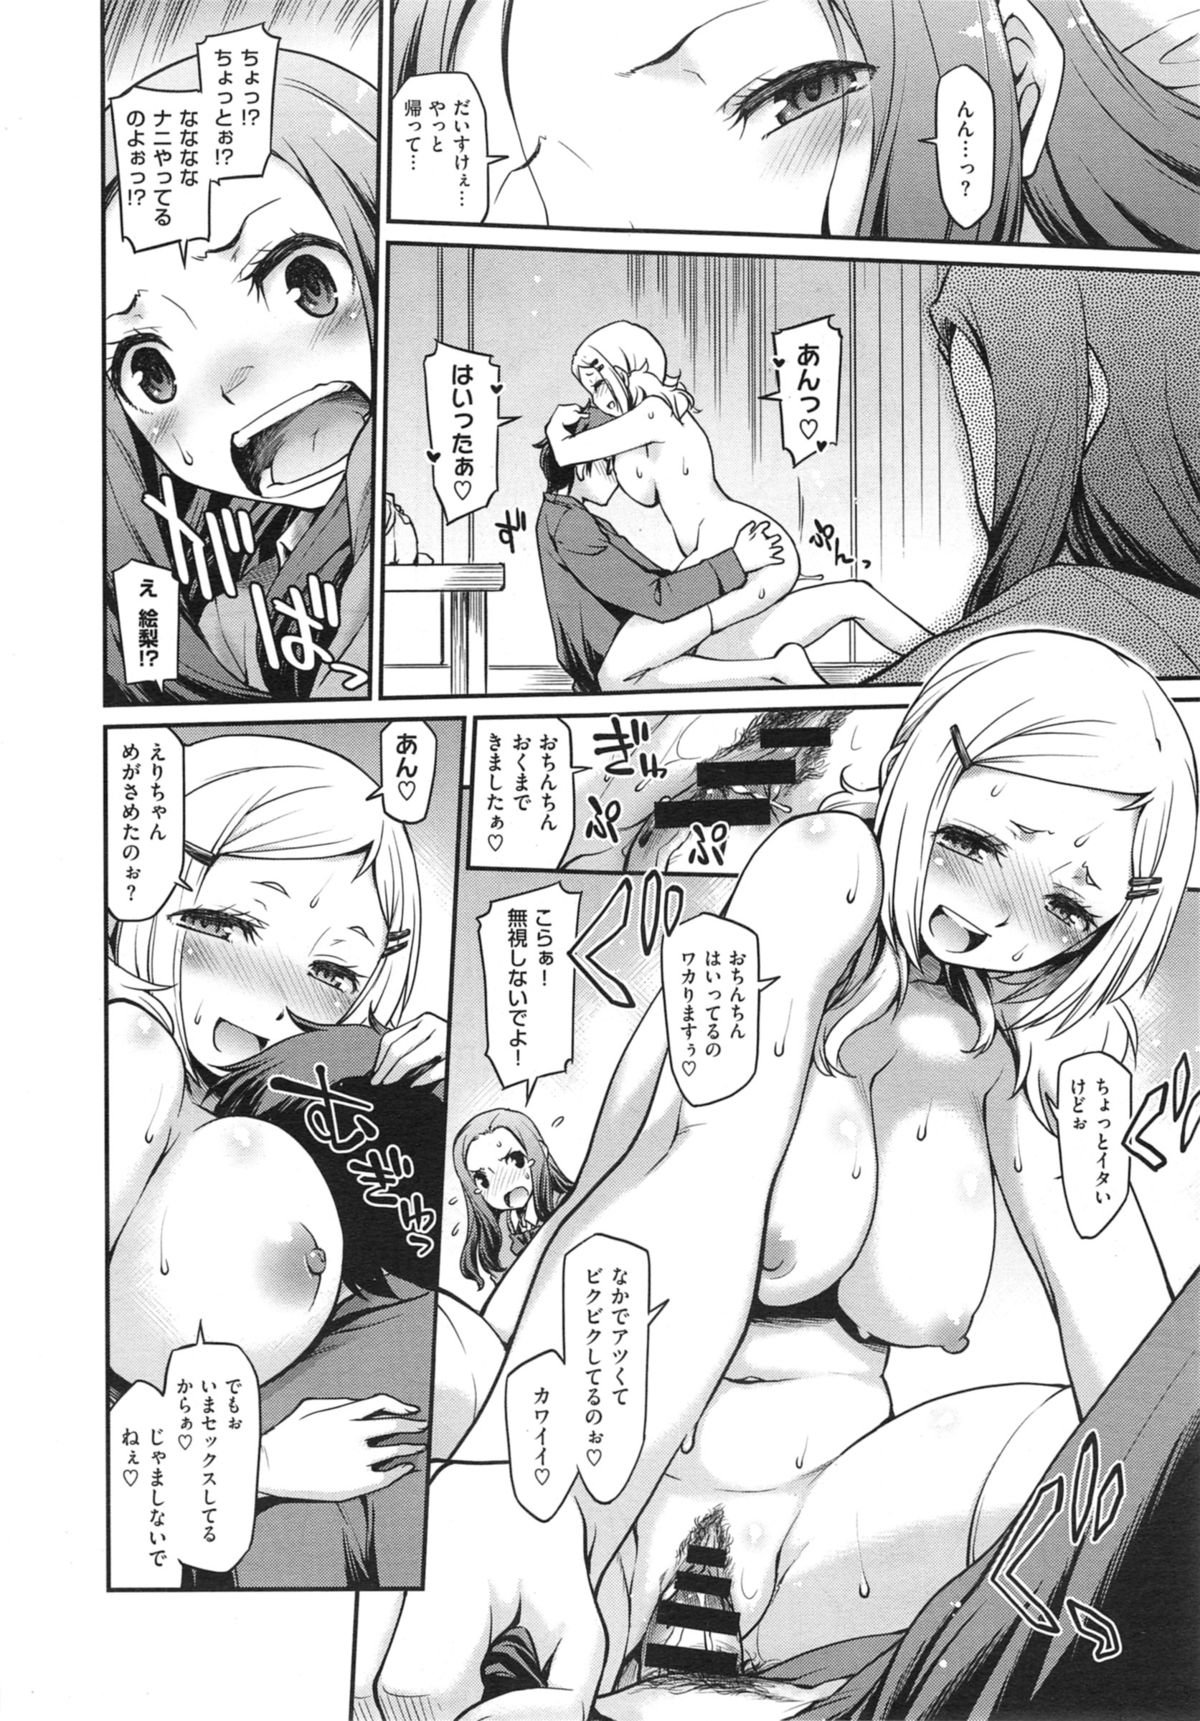 んん…っ?
だいすけぇ…
やっと
帰って…
あんっ♡
はいったぁ♡
ずっ
ぷんっ
ちょっ!?
ちょっとぉ!?
ななな
ナニやってる
のよぉっ!?
がばっ
え 絵梨!?
ちょっとイタい
けどぉ
おちんちん
はいってるの
ワカりますぅ♡
おちんちん
おくまで
きましたぁ♡
ぎゅっ
ぷぷ
なかでアツくて
ビクビクしてるのぉ♡
カワイイ♡
こらぁ!
無視しないでよ!
あん♡
えりちゃん
めがさめたのぉ?
むぎゅっ
でもぉ
いまセックスしてる
からぁ♡
じゃましないで
ねぇ♡